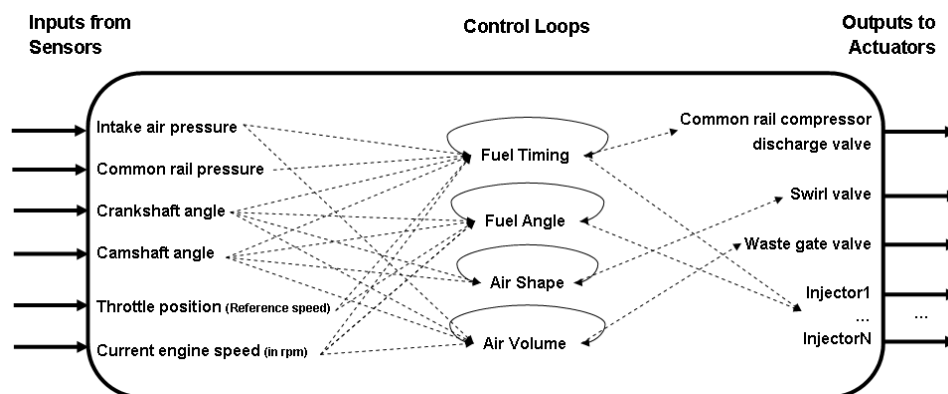 Inputs from
Sensors
Control Loops
Outputs to
Actuators
Intake air pressure
Common rail pressure
Crankshaft angle
Camshaft angle
Throttle position (Reference speed)
Current engine speed (in rpm)
Fuel Timing
Fuel Angle
Air Shape
Air Volume
Common rail compressor
discharge valve
Swirl valve
Waste gate valve
Injector1
...
InjectorN
...